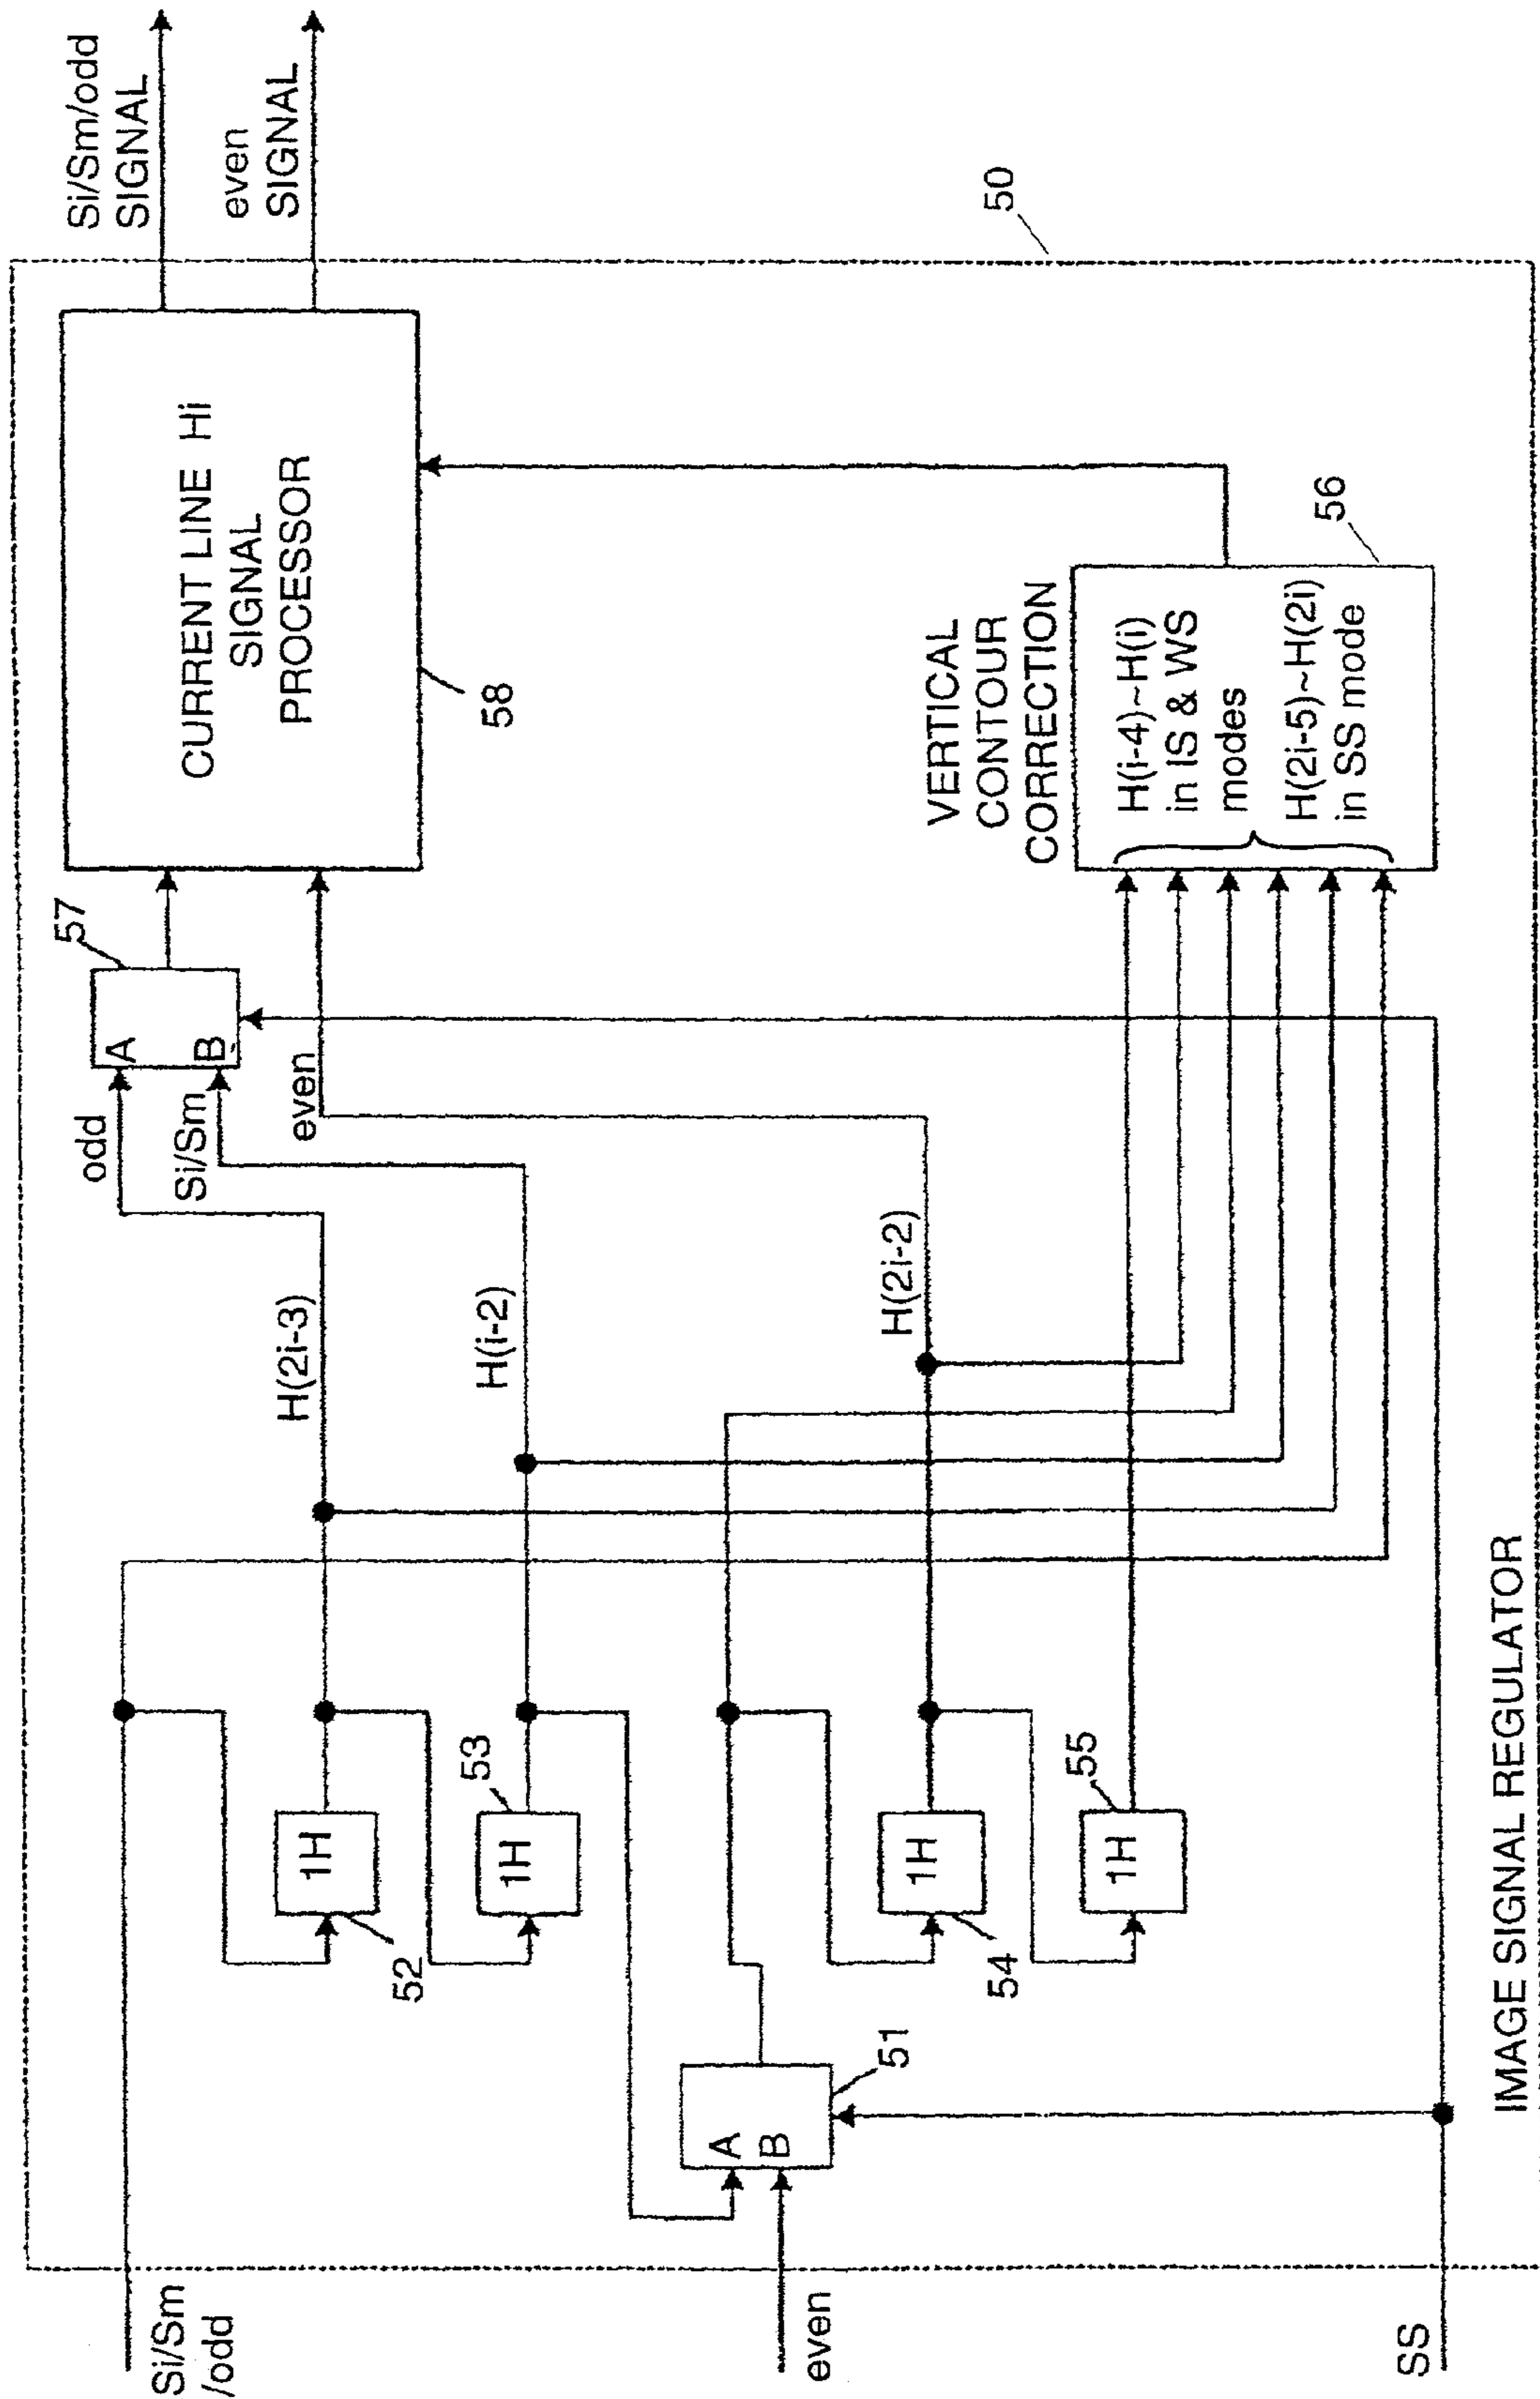 Si/Sm
/odd
even
SS
IMAGE SIGNAL REGULATOR
50
51
A
B
52
1H
53
1H
54
1H
55
1H
H(2i-3)
H(i-2)
H(2i-2)
odd
Si/Sm
even
57
A
B
CURRENT LINE Hi
SIGNAL
PROCESSOR
58
VERTICAL
CONTOUR
CORRECTION
56
H(i-4)~H(i)
in IS & WS
modes
H(2i-5)~H(2i)
in SS mode
Si/Sm/odd
SIGNAL
even
SIGNAL